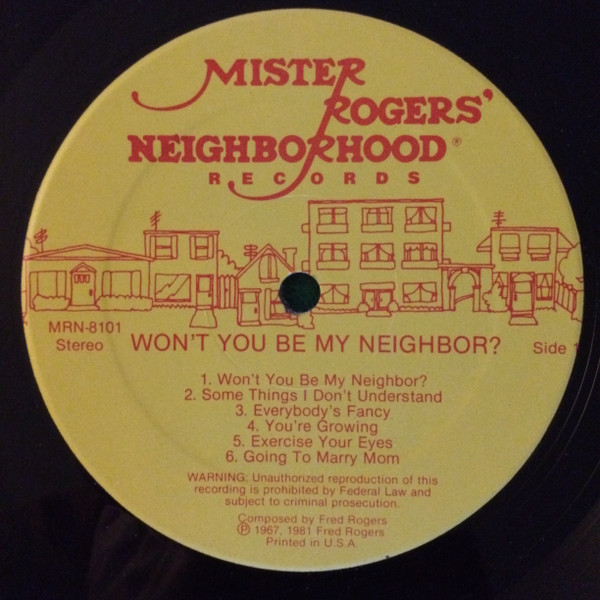 MISTER
ROGERS'
NEIGHBORHOOD®
RECORDS
MRN-8101
Stereo
WON'T YOU BE MY NEIGHBOR?
Side 1
1. Won't You Be My Neighbor?
2. Some Things I Don't Understand
3. Everybody's Fancy
4. You're Growing
5. Exercise Your Eyes
6. Going To Marry Mom
WARNING: Unauthorized reproduction of this
recording is prohibited by Federal Law and
subject to criminal prosecution.
Composed by Fred Rogers
Ⓟ 1967, 1981 Fred Rogers
Printed in U.S.A.